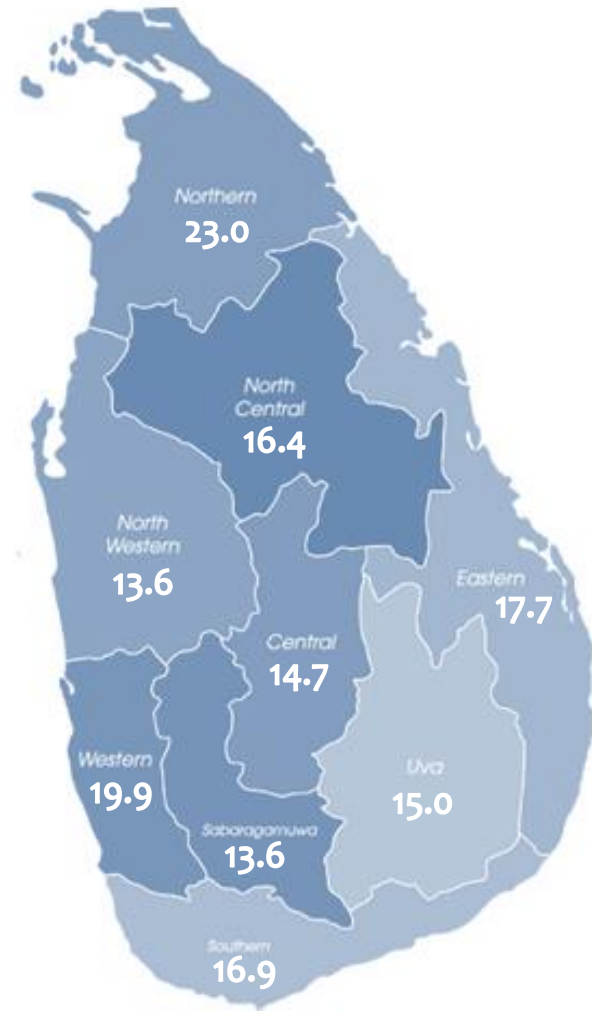 Northern
23.0
North
Central
16.4
North
Western
13.6
Eastern
17.7
Central
14.7
Western
19.9
Uva
15.0
Sabaragamuwa
13.6
Southern
16.9